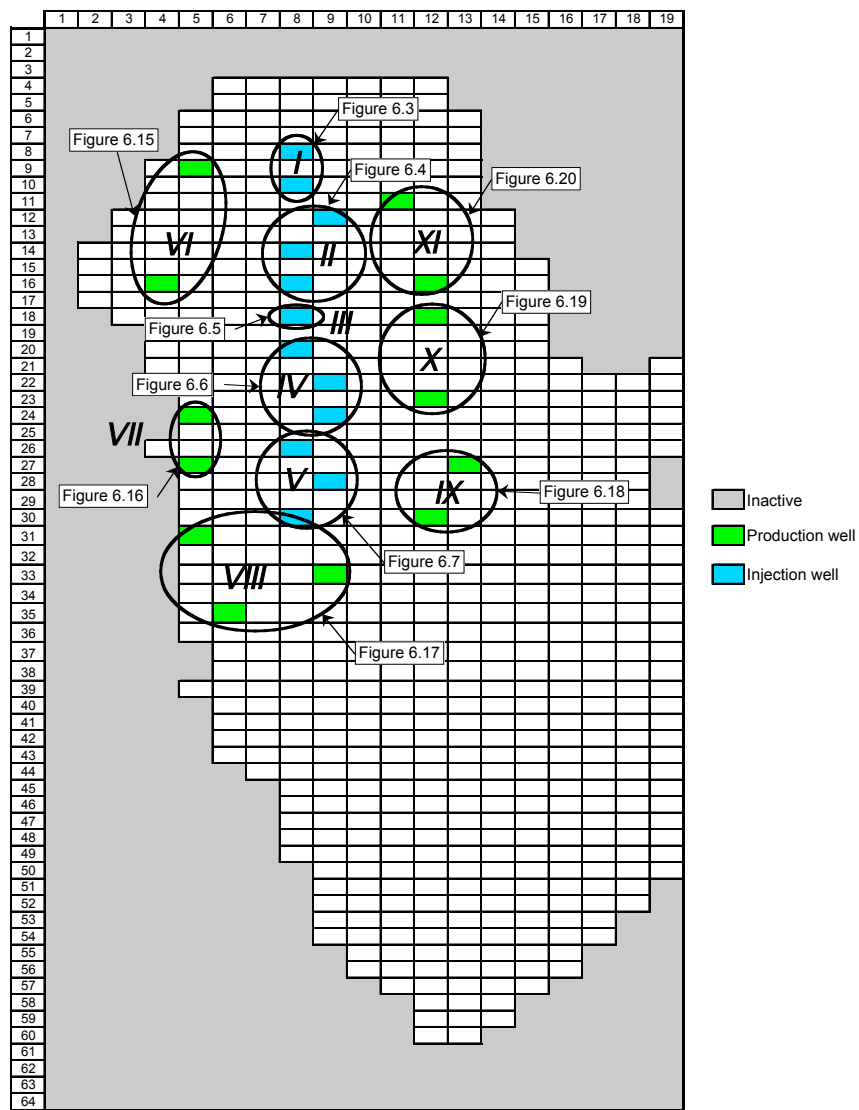 1 2 3 4 5 6 7 8 9 10 11 12 13 14 15 16 17 18 19
1
2
3
4
5
6
7
Figure 6.3
Figure 6.15
8
9
I
Figure 6.4
10
Figure 6.20
11
12
13
VI
II
XI
14
15
16
17
Figure 6.19
18
Figure 6.5
III
19
20
21
X
22
Figure 6.6
IV
23
24
25
VII
26
27
28
V
IX
Figure 6.18
Figure 6.16
29
Inactive
30
31
Production well
32
Figure 6.7
33
VIII
Injection well
34
35
36
Figure 6.17
37
38
39
40
41
42
43
44
45
46
47
48
49
50
51
52
53
54
55
56
57
58
59
60
61
62
63
64